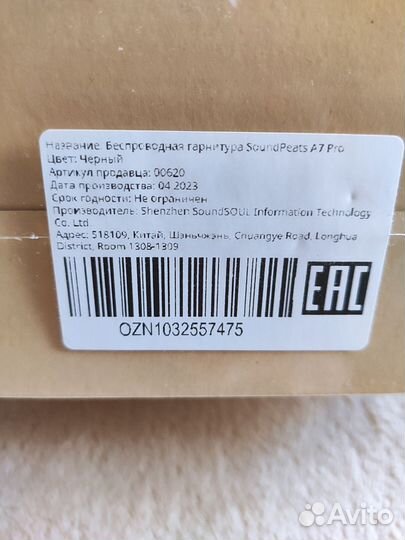 Название: Беспроводная гарнитура SoundPeats A7 Pro
Цвет: Черный
Артикул продавца: 00620
Дата производства: 04.2023
Срок годности: Не ограничен
Производитель: Shenzhen SoundSOUL Information Technology
Co. Ltd.
Адрес: 518109, Китай, Шэньчжэнь, Chuangye Road, Longhua
District, Room 1308-1309
EAC
OZN1032557475
Avito